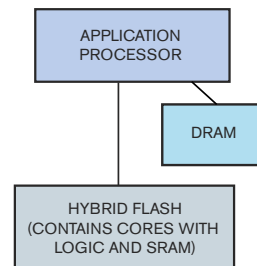 APPLICATION
PROCESSOR
DRAM
HYBRID FLASH
(CONTAINS CORES WITH
LOGIC AND SRAM)